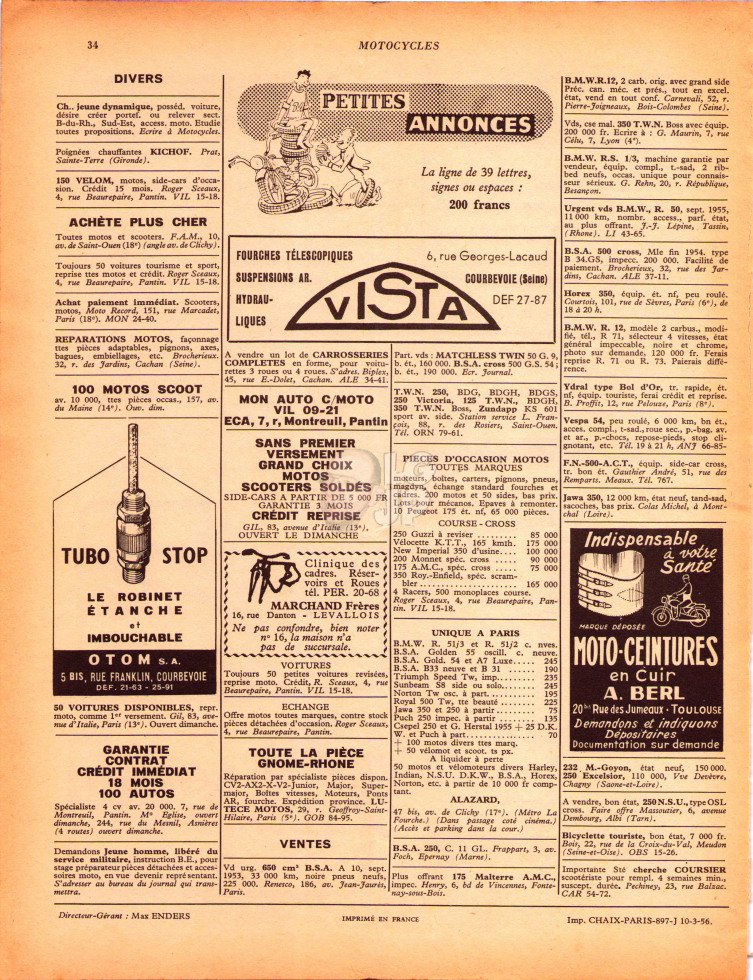 34
MOTOCYCLES
DIVERS
Ch.. jeune dynamique, posséd. voiture,
désire créer portef. ou relever sect.
B-du-Rh., Sud-Est, access. moto. Etudie
toutes propositions. Ecrire à Motocycles.
Poignées chauffantes KICHOF. Prat,
Sainte-Terre (Gironde).
150 VELOM, motos, side-cars d'occa-
sion. Crédit 15 mois. Roger Sceaux,
4, rue Beaurepaire, Pantin. VIL 15-18.
ACHÈTE PLUS CHER
Toutes motos et scooters. F.A.M., 10,
av. de Saint-Ouen (18e) (angle av. de Clichy).
Toujours 50 voitures tourisme et sport,
reprise ttes motos et crédit. Roger Sceaux,
4, rue Beaurepaire, Pantin. VIL 15-18.
Achat paiement immédiat. Scooters,
motos, Moto Record, 151, rue Marcadet,
Paris (18e). MON 24-40.
REPARATIONS MOTOS, façonnage
ttes pièces adaptables, pignons, axes,
bagues, embiellages, etc. Brocherieux.
32, r. des Jardins, Cachan (Seine).
100 MOTOS SCOOT
av. 10 000, ttes pièces occas., 157, av.
du Maine (14e). Ouv. dim.
TUBO STOP
LE ROBINET
ÉTANCHE
et
IMBOUCHABLE
OTOM S.A.
5 BIS, RUE FRANKLIN, COURBEVOIE
DEF. 21-63 - 25-91
50 VOITURES DISPONIBLES, repr.
moto, comme 1er versement. Gil, 83, ave-
nue d'Italie, Paris (13e). Ouvert dimanche.
GARANTIE
CONTRAT
CRÉDIT IMMÉDIAT
18 MOIS
100 AUTOS
Spécialiste 4 cv av. 20 000. 7, rue de
Montreuil, Pantin. Mo Eglise, ouvert
dimanche, 244, rue du Mesnil, Asnières
(4 routes) ouvert dimanche.
Demandons Jeune homme, libéré du
service militaire, instruction B.E., pour
stage préparateur pièces détachées et acces-
soires moto, en vue devenir représentant.
S'adresser au bureau du journal qui trans-
mettra.
PETITES
ANNONCES
La ligne de 39 lettres,
signes ou espaces :
200 francs
FOURCHES TÉLESCOPIQUES
SUSPENSIONS AR.
HYDRAU-
LIQUES
VISTA
6, rue Georges-Lacaud
COURBEVOIE (Seine)
DEF 27-87
A vendre un lot de CARROSSERIES
COMPLETES en forme, pour voitu-
rettes 3 roues ou 4 roues. S'adres. Biplex,
45, rue E.-Dolet, Cachan. ALE 34-41.
MON AUTO C/MOTO
VIL 09-21
ECA, 7, r, Montreuil, Pantin
SANS PREMIER
VERSEMENT
GRAND CHOIX
MOTOS
SCOOTERS SOLDÉS
SIDE-CARS A PARTIR DE 5 000 FR
GARANTIE 3 MOIS
CRÉDIT REPRISE
GIL, 83, avenue d'Italie (13e),
OUVERT LE DIMANCHE
Clinique des
cadres. Réser-
voirs et Roues
tél. PER. 20-68
MARCHAND Frères
16, rue Danton - LEVALLOIS
Ne pas confondre, bien noter
no 16, la maison n'a
pas de succursale.
VOITURES
Toujours 50 petites voitures revisées,
reprise moto. Crédit, R. Sceaux, 4, rue
Beaurepaire, Pantin. VIL 15-18.
ECHANGE
Offre motos toutes marques, contre stock
pièces détachées d'occasion. Roger Sceaux,
4, rue Beaurepaire, Pantin.
TOUTE LA PIÈCE
GNOME-RHONE
Réparation par spécialiste pièces dispon.
CV2-AX2-X-V2-Junior, Major, Super-
major, Boîtes vitesses, Moteurs, Ponts
AR, fourche. Expédition province. LU-
TECE MOTOS, 29, r. Geoffroy-Saint-
Hilaire, Paris (5e). GOB 84-95.
VENTES
Vd urg. 650 cm3 B.S.A. A 10, sept.
1953, 33 000 km, noire pneus neufs,
225 000. Renesco, 186, av. Jean-Jaurès,
Paris.
Part. vds : MATCHLESS TWIN 50 G. 9,
b. ét., 160 000. B.S.A. cross 500 G.S. 54 ;
b. ét., 190 000. Ecr. Journal.
T.W.N. 250, BDG, BDGH, BDGS,
250 Victoria, 125 T.W.N., BDGH,
350 T.W.N. Boss, Zundapp KS 601
sport av. side. Station service L. Fran-
çois, 88, r. des Rosiers, Saint-Ouen.
Tél. ORN 79-61.
PIECES D'OCCASION MOTOS
TOUTES MARQUES
moteurs, boîtes, carters, pignons, pneus,
magdyn, échange standard fourches et
cadres. 200 motos et 50 sides, bas prix.
Lots pour mécanos. Epaves à remonter.
10 Peugeot 175 ét. nf, 65 000 pièces.
COURSE - CROSS
250 Guzzi à reviser ........ 85 000
Vélocette K.T.T., 165 kmh. 175 000
New Imperial 350 d'usine.... 100 000
200 Monnet spéc. cross ..... 90 000
175 A.M.C., spéc. cross ..... 75 000
350 Roy.-Enfield, spéc. scram-
bler ................... 165 000
4 Racers, 500 monoplaces course.
Roger Sceaux, 4, rue Beaurepaire, Pan-
tin. VIL 15-18.
UNIQUE A PARIS
B.M.W. R. 51/3 et R. 51/2 c. nves.
B.S.A. Golden 55 oscill. c. neuve.
B.S.A. Gold. 54 et A7 Luxe..... 245
B.S.A. B33 neuve et B 31 ..... 190
Triumph Speed Tw, imp........ 235
Sunbeam S8 side ou solo....... 245
Norton Tw osc. à part......... 195
Royal 500 Tw, tte beauté ..... 225
Jawa 350 et 250 à partir ...... 75
Puch 250 impec. à partir ...... 135
Csepel 250 et G. Herstal 1955 + 25 D.K.
W. et Puch à part............ 70
+ 100 motos divers ttes marq.
+ 50 vélomot et scoot. ts px.
A liquider à perte
50 motos et vélomoteurs divers Harley,
Indian, N.S.U. D.K.W., B.S.A., Horex,
Norton, etc. à partir de 10 000 fr comp-
tant.
ALAZARD,
47 bis, av. de Clichy (17e). (Métro La
Fourche.) (Dans passage coté cinéma.)
(Accès et parking dans la cour.)
B.S.A. 250, C. 11 GL. Frappart, 3, av.
Foch, Epernay (Marne).
Plus offrant 175 Malterre A.M.C.,
impec. Henry, 6, bd de Vincennes, Fonte-
nay-sous-Bois.
B.M.W.R.12, 2 carb. orig. avec grand side
Préc. can. méc. et prés., tout en excel.
état, vend en tout conf. Carnevali, 52, r.
Pierre-Joigneaux, Bois-Colombes (Seine).
Vds, cse mal. 350 T.W.N. Boss avec équip.
200 000 fr. Ecrire à : G. Maurin, 7, rue
Célu, 7, Lyon (4e).
B.M.W. R.S. 1/3, machine garantie par
vendeur, équip. compl., t.-sad, 2 rib-
bed neufs, occas. unique pour connais-
seur sérieux. G. Rehn, 20, r. République,
Besançon.
Urgent vds B.M.W., R. 50, sept. 1955,
11 000 km, nombr. access., parf. état,
au plus offrant. J.-J. Lépine, Tassin,
(Rhone). LI 43-65.
B.S.A. 500 cross, Mle fin 1954. type
B 34.GS, impecc. 200 000. Facilité de
paiement. Brocherieux, 32, rue des Jar-
dins, Cachan. ALE 37-11.
Horex 350, équip. ét. nf, peu roulé.
Courtois, 101, rue de Sèvres, Paris (6e), de
18 à 20 h.
B.M.W. R. 12, modèle 2 carbus., modi-
fié, tél., R 71, sélecteur 4 vitesses, état
général impeccable, noire et chrome,
photo sur demande. 120 000 fr. Ferais
reprise R. 71 ou R. 73. Paierais diffé-
rence.
Ydral type Bol d'Or, tr. rapide, ét.
nf, équip. touriste, ferai crédit et reprise.
B. Proffit, 12, rue Pelouze, Paris (8e).
Vespa 54, peu roulé, 6 000 km, bn ét.,
acces. compl., t-sad., roue sec., p.-bag. av.
et ar., p.-chocs, repose-pieds, stop cli-
gnotant, etc. Tél. 19 à 21 h, ANJ 66-85-
F.N.-500-A.C.T., équip. side-car cross,
tr. bon ét. Gauthier André, 51, rue des
Remparts. Meaux. Tél. 767.
Jawa 350, 12 000 km, état neuf, tand-sad,
sacoches, bas prix. Colas Michel, à Mont-
chal (Loire).
Indispensable
à votre
Santé
MARQUE DÉPOSÉE
MOTO-CEINTURES
en Cuir
A. BERL
20bis Rue des Jumeaux • TOULOUSE
Demandons et indiquons
Dépositaires
Documentation sur demande
232 M.-Goyon, état neuf, 150 000.
250 Excelsior, 110 000, Vve Devèvre,
Chagny (Saone-et-Loire).
A vendre, bon état, 250 N.S.U., type OSL
cross. Faire offre Massoutier, 6, avenue
Dembourg, Albi (Tarn).
Bicyclette touriste, bon état, 7 000 fr.
Bois, 22, rue de la Croix-du-Val, Meudon
(Seine-et-Oise). OBS 15-26.
Importante Sté cherche COURSIER
scootériste pour rempl. 4 semaines min.,
suscept. durée. Pechiney, 23, rue Balzac.
CAR 54-72.
Directeur-Gérant : Max ENDERS
IMPRIMÉ EN FRANCE
Imp. CHAIX-PARIS-897-J 10-3-56.